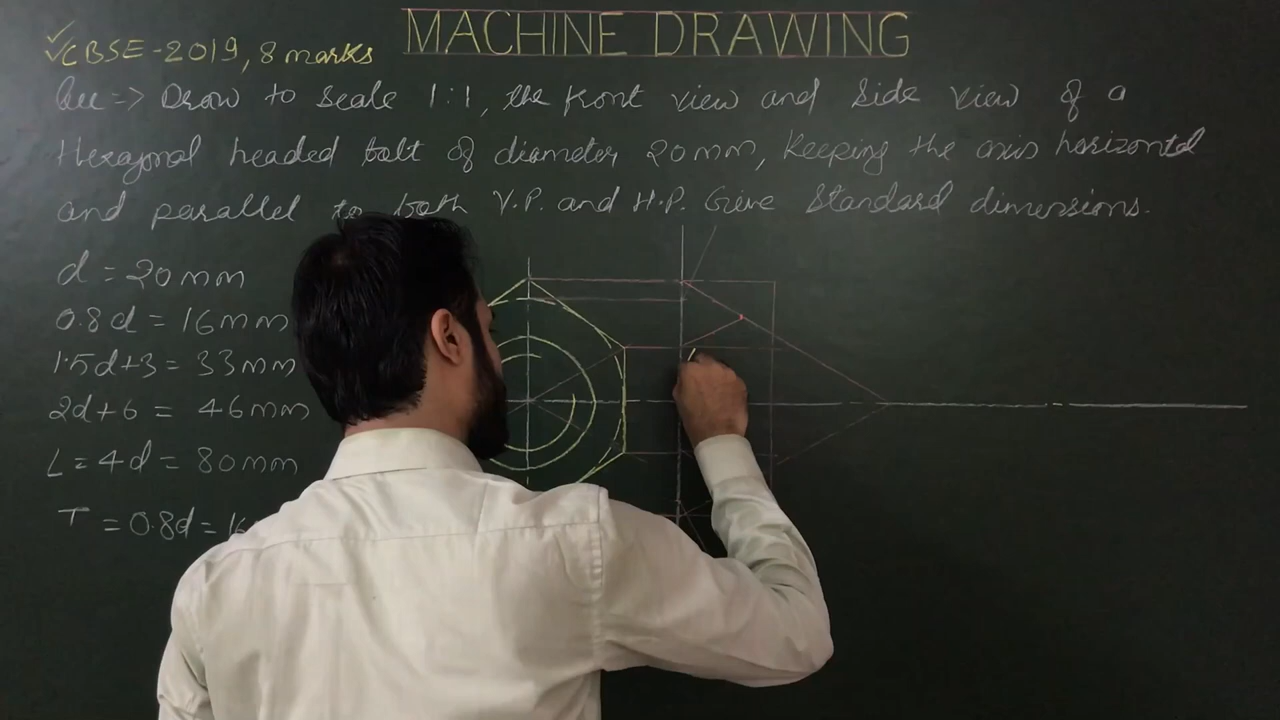 MACHINE DRAWING
CBSE-2019, 8 marks
Que => Draw to scale 1:1, the front view and side view of a
Hexagonal headed bolt of diameter 20mm, keeping the axis horizontal
and parallel to both V.P. and H.P. Give standard dimensions.
d = 20mm
0.8d = 16mm
1.5d+3 = 33mm
2d+6 = 46mm
L = 4d = 80mm
T = 0.8d = 16